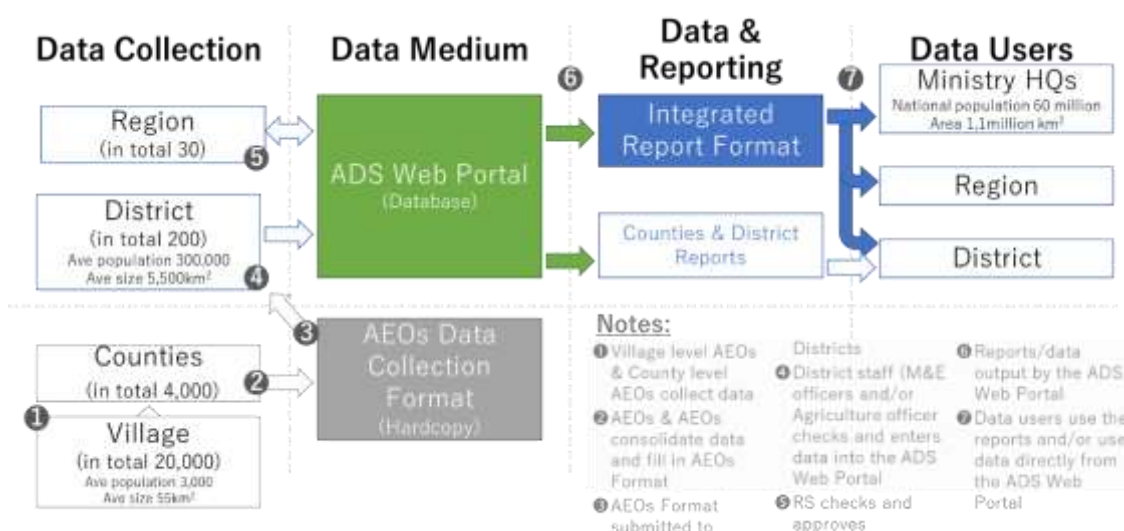 Data Collection
Data Medium
Data &
Reporting
Data Users
❻
❼
Region
(in total 30)
❺
District
(in total 200)
Ave population 300,000
Ave size 5,500km²
❹
ADS Web Portal
(Database)
Integrated
Report Format
Counties & District
Reports
Ministry HQs
National population 60 million
Area 1,1million km²
Region
District
Counties
(in total 4,000)
❷
❶
Village
(in total 20,000)
Ave population 3,000
Ave size 55km²
❸
AEOs Data
Collection
Format
(Hardcopy)
Notes:
❶Village level AEOs
& County level
AEOs collect data
❷AEOs & AEOs
consolidate data
and fill in AEOs
Format
❸AEOs Format
submitted to
Districts
❹District staff (M&E
officers and/or
Agriculture officer
checks and enters
data into the ADS
Web Portal
❺RS checks and
approves
❻Reports/data
output by the ADS
Web Portal
❼Data users use the
reports and/or use
data directly from
the ADS Web
Portal